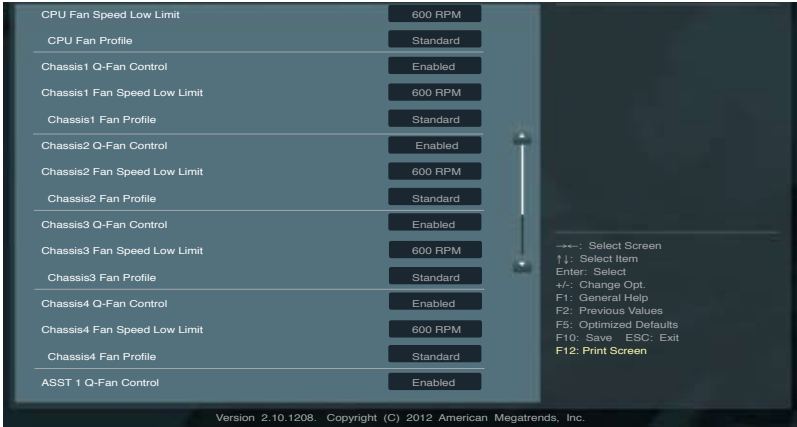 CPU Fan Speed Low Limit 600 RPM
CPU Fan Profile Standard
Chassis1 Q-Fan Control Enabled
Chassis1 Fan Speed Low Limit 600 RPM
Chassis1 Fan Profile Standard
Chassis2 Q-Fan Control Enabled
Chassis2 Fan Speed Low Limit 600 RPM
Chassis2 Fan Profile Standard
Chassis3 Q-Fan Control Enabled
Chassis3 Fan Speed Low Limit 600 RPM
Chassis3 Fan Profile Standard
Chassis4 Q-Fan Control Enabled
Chassis4 Fan Speed Low Limit 600 RPM
Chassis4 Fan Profile Standard
ASST 1 Q-Fan Control Enabled
→←: Select Screen
↑↓: Select Item
Enter: Select
+/-: Change Opt.
F1: General Help
F2: Previous Values
F5: Optimized Defaults
F10: Save ESC: Exit
F12: Print Screen
Version 2.10.1208. Copyright (C) 2012 American Megatrends, Inc.